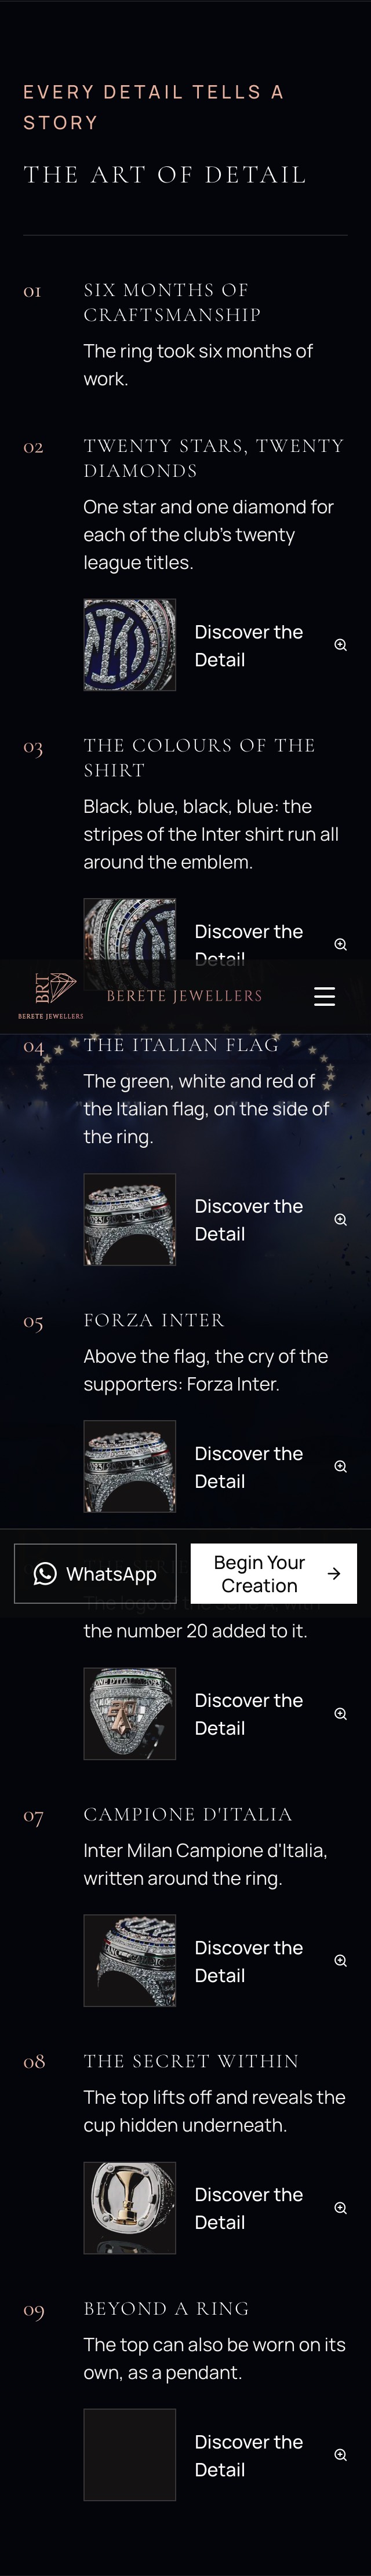 EVERY DETAIL TELLS A
STORY
THE ART OF DETAIL
01
SIX MONTHS OF
CRAFTSMANSHIP
The ring took six months of
work.
02
TWENTY STARS, TWENTY
DIAMONDS
One star and one diamond for
each of the club's twenty
league titles.
Discover the
Detail
03
THE COLOURS OF THE
SHIRT
Black, blue, black, blue: the
stripes of the Inter shirt run all
around the emblem.
Discover the
Detail
BRT
BERETE JEWELLERS
BERETE JEWELLERS
04
THE ITALIAN FLAG
The green, white and red of
the Italian flag, on the side of
the ring.
Discover the
Detail
05
FORZA INTER
Above the flag, the cry of the
supporters: Forza Inter.
Discover the
Detail
WhatsApp
Begin Your
Creation
The logo of the Serie A, with
the number 20 added to it.
Discover the
Detail
07
CAMPIONE D'ITALIA
Inter Milan Campione d'Italia,
written around the ring.
Discover the
Detail
08
THE SECRET WITHIN
The top lifts off and reveals the
cup hidden underneath.
Discover the
Detail
09
BEYOND A RING
The top can also be worn on its
own, as a pendant.
Discover the
Detail